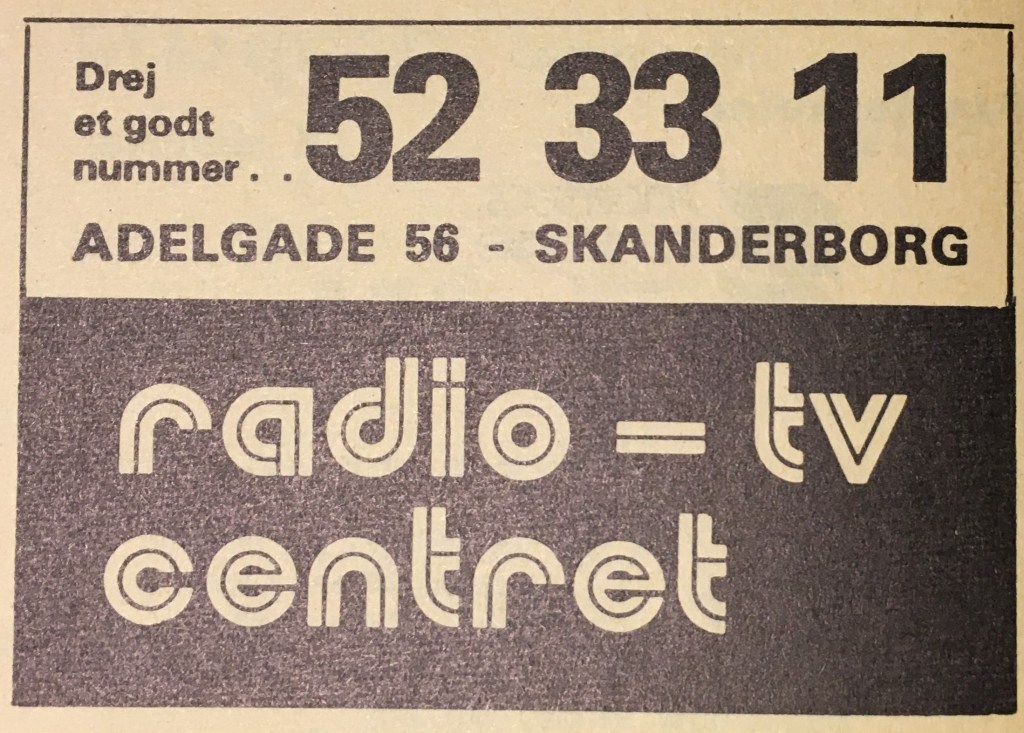 Drej
et godt
nummer . . 52 33 11
ADELGADE 56 - SKANDERBORG
radio - tv
centret